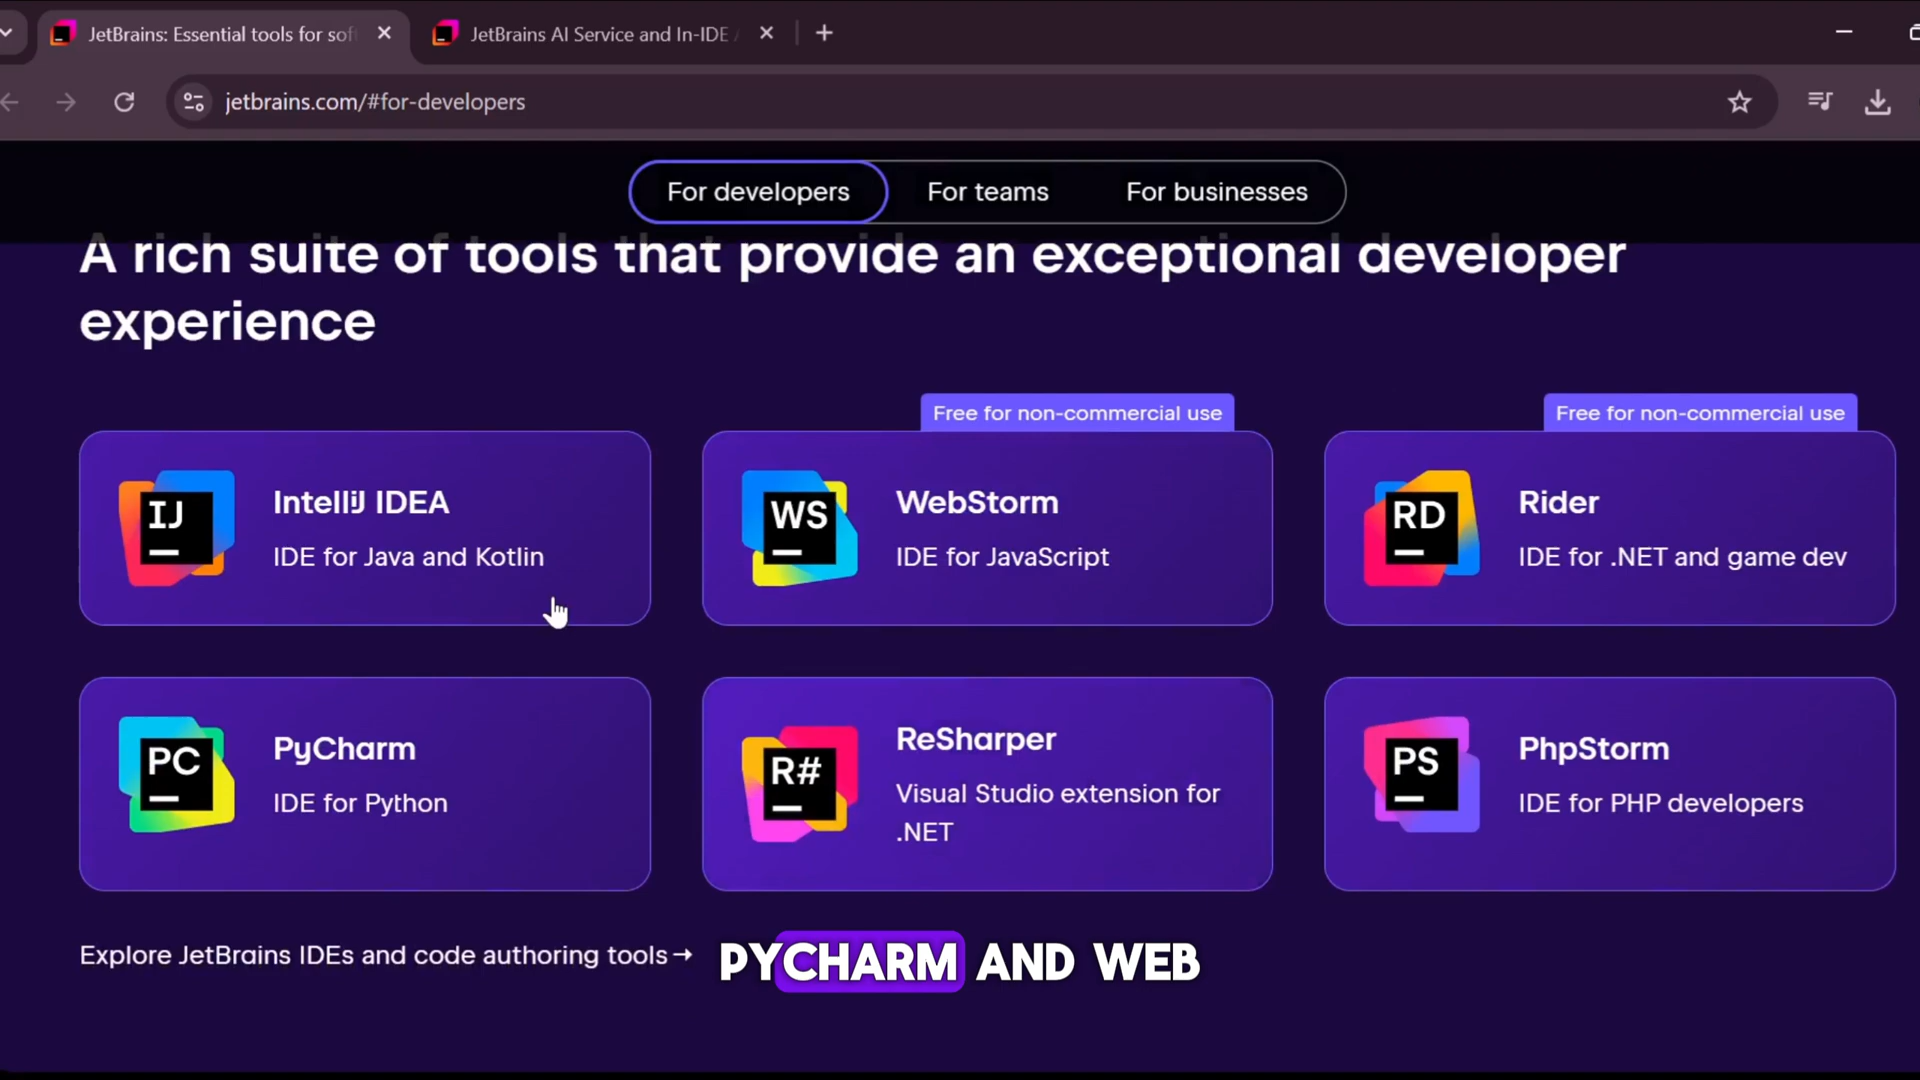 JetBrains: Essential tools for sof
JetBrains AI Service and In-IDE
jetbrains.com/#for-developers
For developers
For teams
For businesses
A rich suite of tools that provide an exceptional developer
experience
Free for non-commercial use
Free for non-commercial use
IJ
IntelliJ IDEA
IDE for Java and Kotlin
WS
WebStorm
IDE for JavaScript
RD
Rider
IDE for .NET and game dev
PC
PyCharm
IDE for Python
R#
ReSharper
Visual Studio extension for
.NET
PS
PhpStorm
IDE for PHP developers
Explore JetBrains IDEs and code authoring tools→
PYCHARM AND WEB